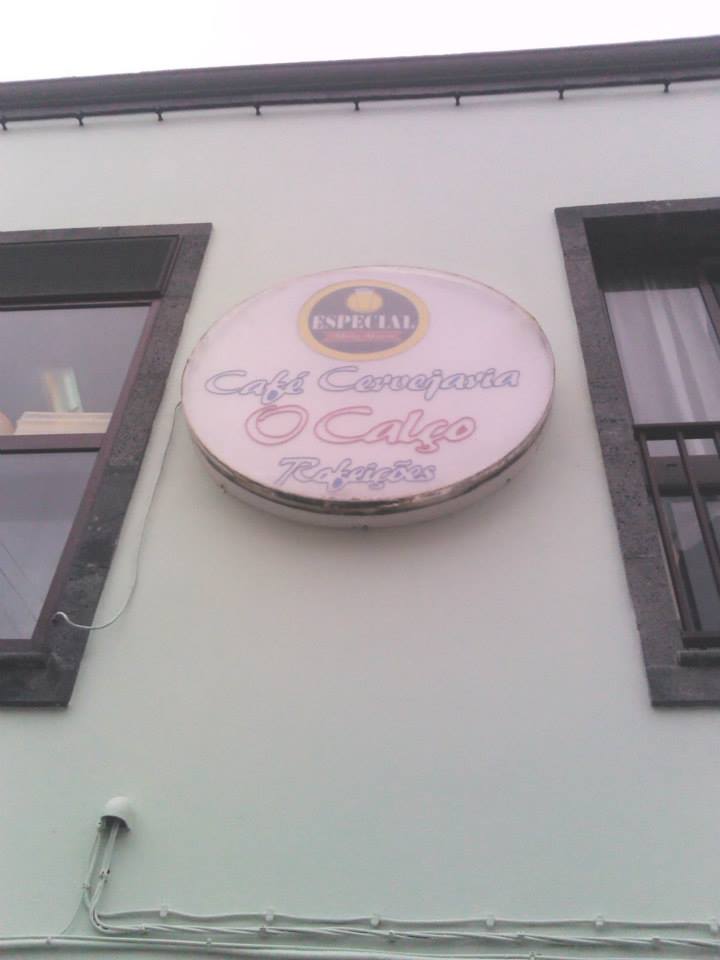 ESPECIAL
Café Cervejaria
O Calço
Refeições